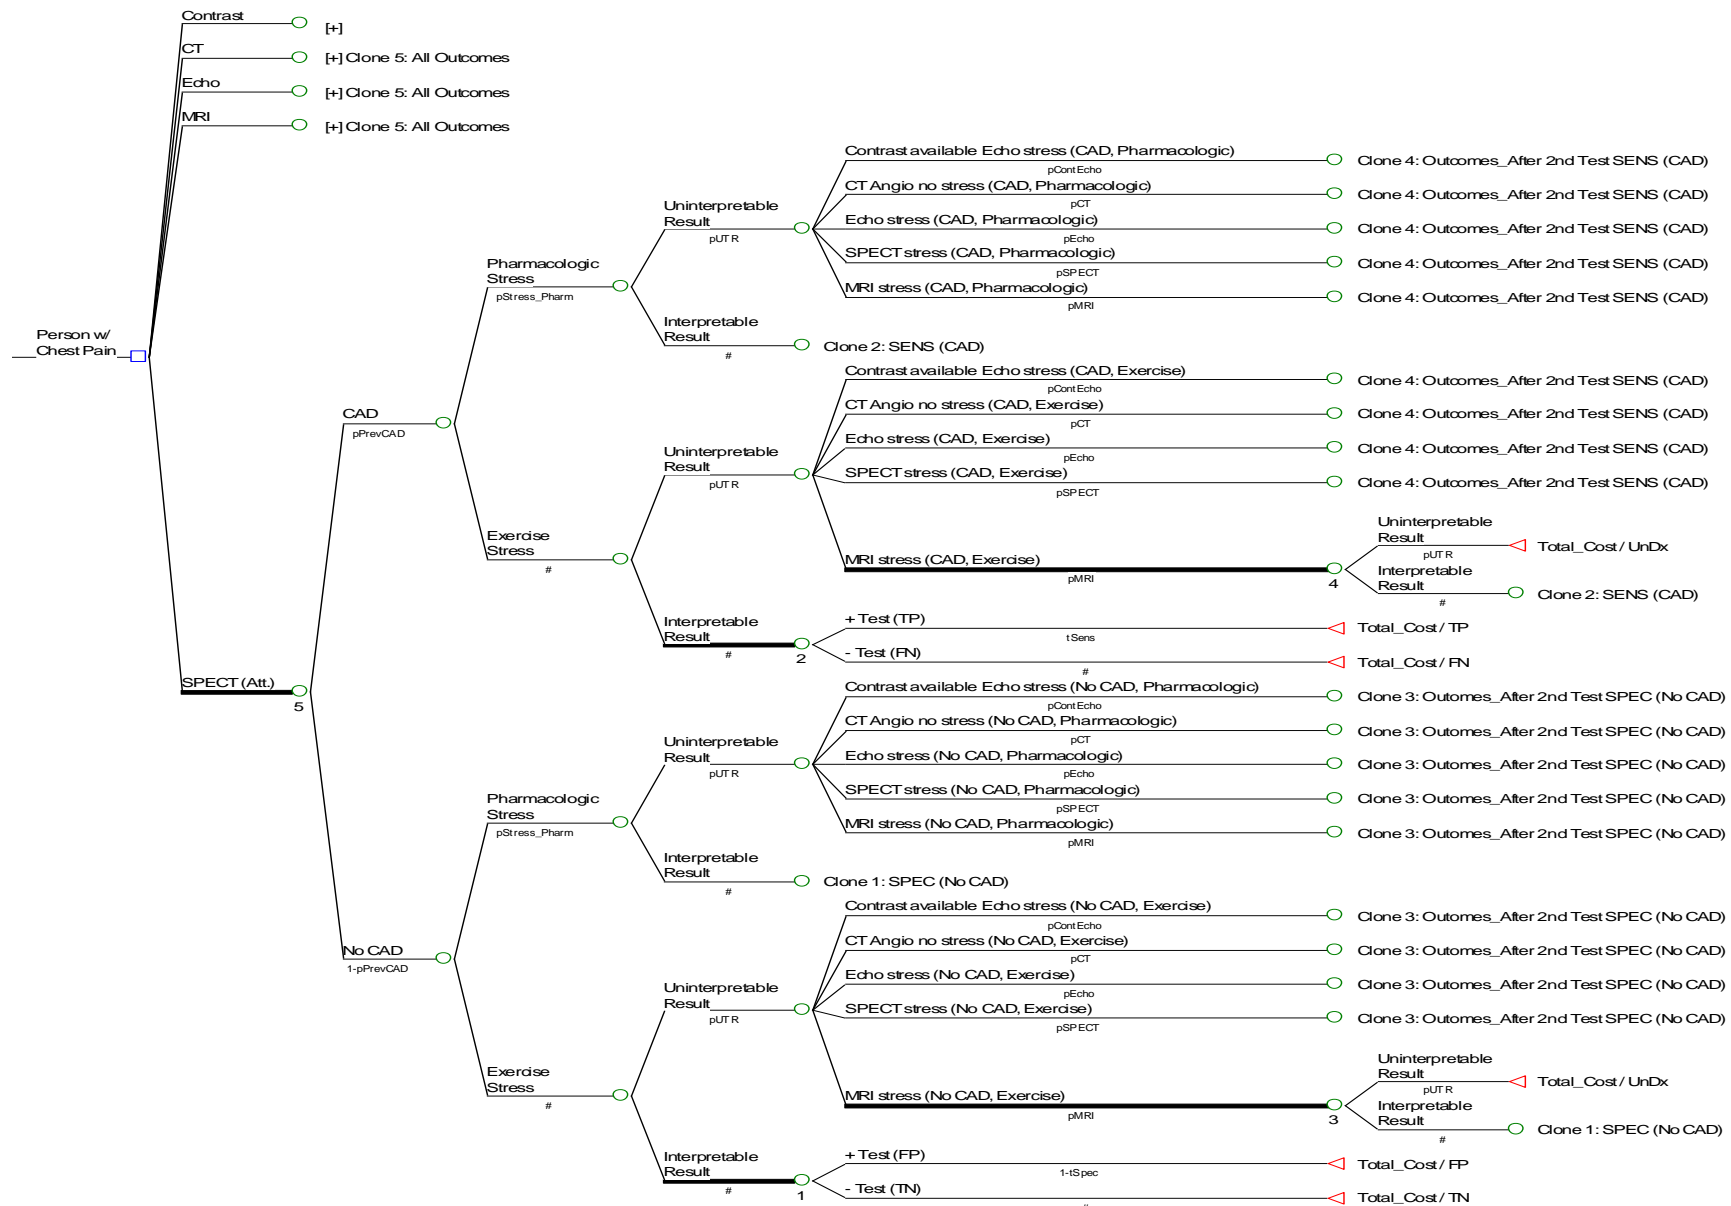 Contrast
[+]
CT
[+] Clone 5: All Outcomes
Echo
[+] Clone 5: All Outcomes
MRI
[+] Clone 5: All Outcomes
Contrast available Echo stress (CAD, Pharmacologic)
pContEcho
Clone 4: Outcomes_After 2nd Test SENS (CAD)
CT Angio no stress (CAD, Pharmacologic)
pCT
Clone 4: Outcomes_After 2nd Test SENS (CAD)
Uninterpretable
Result
pUTR
Echo stress (CAD, Pharmacologic)
pEcho
Clone 4: Outcomes_After 2nd Test SENS (CAD)
SPECT stress (CAD, Pharmacologic)
pSPECT
Clone 4: Outcomes_After 2nd Test SENS (CAD)
Pharmacologic
Stress
pStress_Pharm
MRI stress (CAD, Pharmacologic)
pMRI
Clone 4: Outcomes_After 2nd Test SENS (CAD)
Interpretable
Result
#
Clone 2: SENS (CAD)
Person w/
Chest Pain
Contrast available Echo stress (CAD, Exercise)
pContEcho
Clone 4: Outcomes_After 2nd Test SENS (CAD)
CT Angio no stress (CAD, Exercise)
pCT
Clone 4: Outcomes_After 2nd Test SENS (CAD)
CAD
pPrevCAD
Echo stress (CAD, Exercise)
pEcho
Clone 4: Outcomes_After 2nd Test SENS (CAD)
Uninterpretable
Result
pUTR
SPECT stress (CAD, Exercise)
pSPECT
Clone 4: Outcomes_After 2nd Test SENS (CAD)
Exercise
Stress
#
MRI stress (CAD, Exercise)
pMRI
4
Uninterpretable
Result
pUTR
Total_Cost / UnDx
Interpretable
Result
#
Clone 2: SENS (CAD)
Interpretable
Result
#
2
+ Test (TP)
tSens
Total_Cost / TP
- Test (FN)
#
Total_Cost / FN
SPECT (Att.)
5
Contrast available Echo stress (No CAD, Pharmacologic)
pContEcho
Clone 3: Outomes_After 2nd Test SPEC (No CAD)
CT Angio no stress (No CAD, Pharmacologic)
pCT
Clone 3: Outomes_After 2nd Test SPEC (No CAD)
Uninterpretable
Result
pUTR
Echo stress (No CAD, Pharmacologic)
pEcho
Clone 3: Outomes_After 2nd Test SPEC (No CAD)
SPECT stress (No CAD, Pharmacologic)
pSPECT
Clone 3: Outomes_After 2nd Test SPEC (No CAD)
Pharmacologic
Stress
pStress_Pharm
MRI stress (No CAD, Pharmacologic)
pMRI
Clone 3: Outomes_After 2nd Test SPEC (No CAD)
Interpretable
Result
#
Clone 1: SPEC (No CAD)
Contrast available Echo stress (No CAD, Exercise)
pContEcho
Clone 3: Outomes_After 2nd Test SPEC (No CAD)
No CAD
1-pPrevCAD
CT Angio no stress (No CAD, Exercise)
pCT
Clone 3: Outomes_After 2nd Test SPEC (No CAD)
Echo stress (No CAD, Exercise)
pEcho
Clone 3: Outomes_After 2nd Test SPEC (No CAD)
Uninterpretable
Result
pUTR
SPECT stress (No CAD, Exercise)
pSPECT
Clone 3: Outomes_After 2nd Test SPEC (No CAD)
Exercise
Stress
#
MRI stress (No CAD, Exercise)
pMRI
3
Uninterpretable
Result
pUTR
Total_Cost / UnDx
Interpretable
Result
#
Clone 1: SPEC (No CAD)
Interpretable
Result
#
1
+ Test (FP)
1-tSpec
Total_Cost / FP
- Test (TN)
Total_Cost / TN